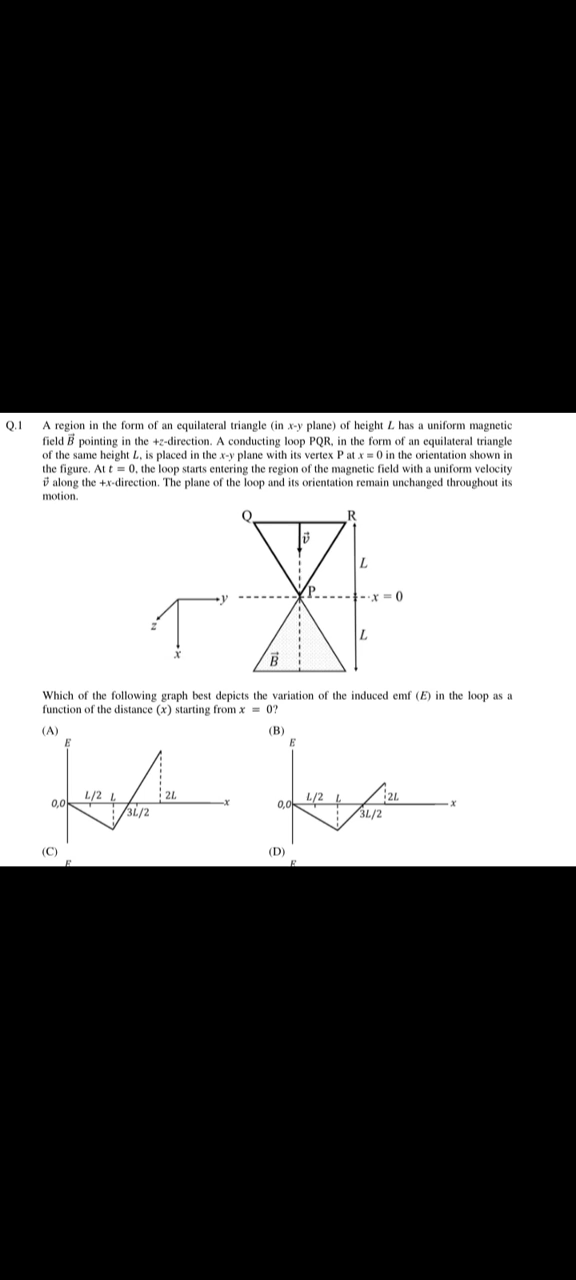 Q.1 A region in the form of an equilateral triangle (in x-y plane) of height L has a uniform magnetic
field B⃗ pointing in the +z-direction. A conducting loop PQR, in the form of an equilateral triangle
of the same height L, is placed in the x-y plane with its vertex P at x = 0 in the orientation shown in
the figure. At t = 0, the loop starts entering the region of the magnetic field with a uniform velocity
v⃗ along the +x-direction. The plane of the loop and its orientation remain unchanged throughout its
motion.
Q R
v⃗
L
P
y x = 0
z
L
x
B⃗
Which of the following graph best depicts the variation of the induced emf (E) in the loop as a
function of the distance (x) starting from x = 0?
(A) (B)
E E
L/2 L 2L L/2 L 2L
0,0 x 0,0 x
3L/2 3L/2
(C) (D)